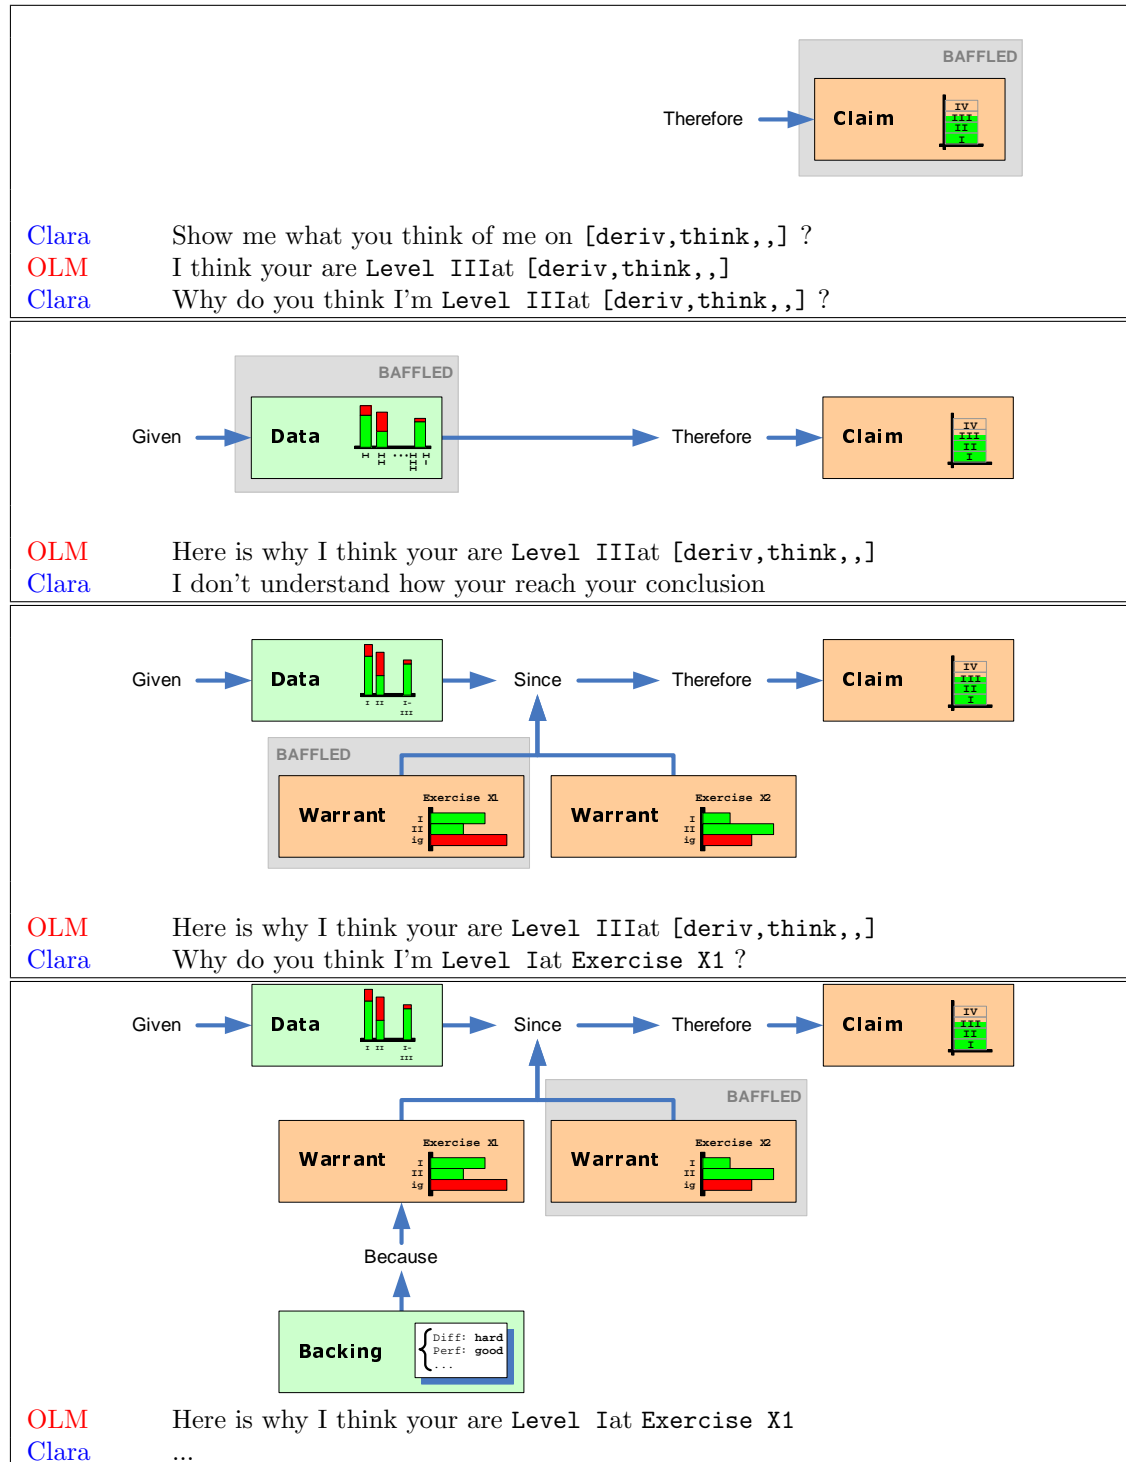 BAFFLED
Therefore
Claim
IV
III
II
I
Clara Show me what you think of me on [deriv,think,,] ?
OLM I think your are Level IIIat [deriv,think,,]
Clara Why do you think I'm Level IIIat [deriv,think,,] ?
BAFFLED
Given
Data
I
II
...
III
I-
Therefore
Claim
IV
III
II
I
OLM Here is why I think your are Level IIIat [deriv,think,,]
Clara I don't understand how your reach your conclusion
Given
Data
I II I-
III
Since
Therefore
Claim
IV
III
II
I
BAFFLED
Warrant
Exercise X1
I
II
ig
Warrant
Exercise X2
I
II
ig
OLM Here is why I think your are Level IIIat [deriv,think,,]
Clara Why do you think I'm Level Iat Exercise X1 ?
Given
Data
I II I-
III
Since
Therefore
Claim
IV
III
II
I
BAFFLED
Warrant
Exercise X1
I
II
ig
Warrant
Exercise X2
I
II
ig
Because
Backing
Diff: hard
Perf: good
...
OLM Here is why I think your are Level Iat Exercise X1
Clara ...